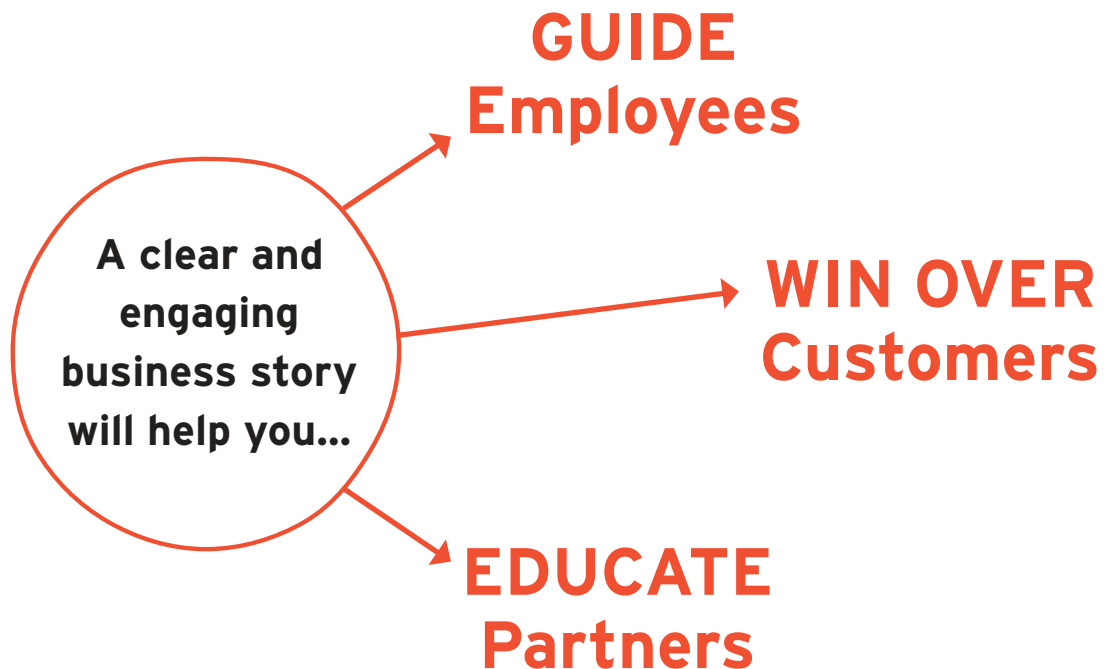 A clear and
engaging
business story
will help you...
GUIDE
Employees
WIN OVER
Customers
EDUCATE
Partners